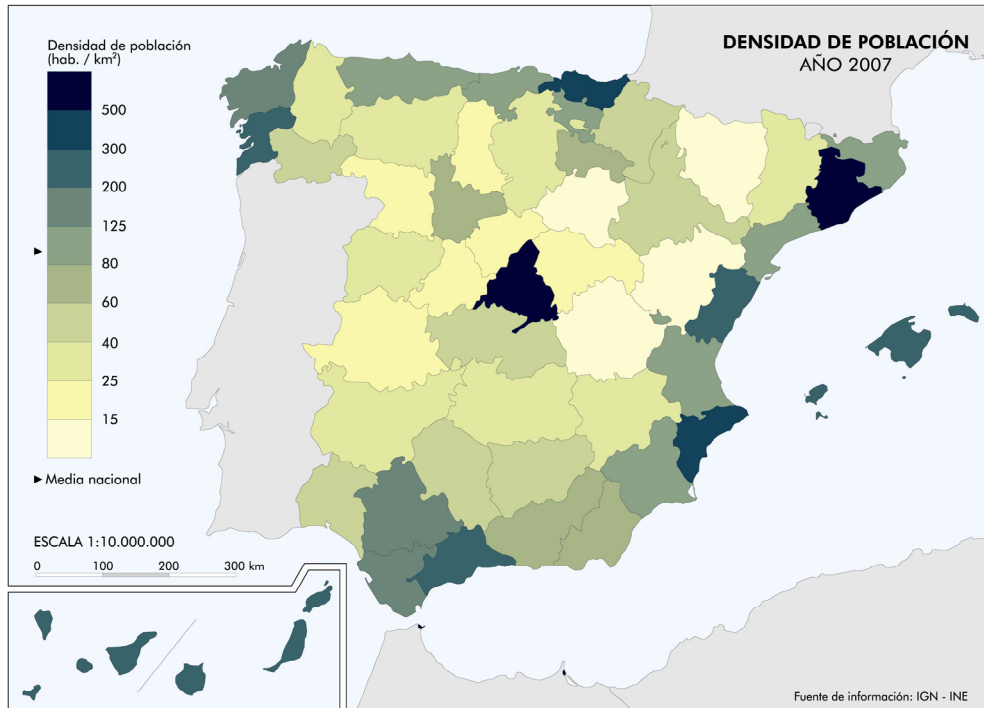 DENSIDAD DE POBLACIÓN
AÑO 2007
Densidad de población
(hab. / km²)
500
300
200
125
80
60
40
25
15
Media nacional
ESCALA 1:10.000.000
0 100 200 300 km
Fuente de información: IGN - INE